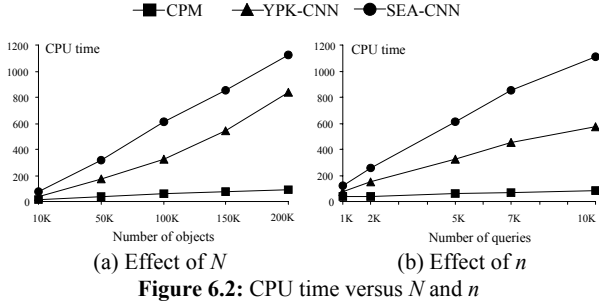 CPM YPK-CNN SEA-CNN
CPU time
1200
1000
800
600
400
200
0
10K 50K 100K 150K 200K
Number of objects
(a) Effect of N
CPU time
1200
1000
800
600
400
200
0
1K 2K 5K 7K 10K
Number of queries
(b) Effect of n
Figure 6.2: CPU time versus N and n